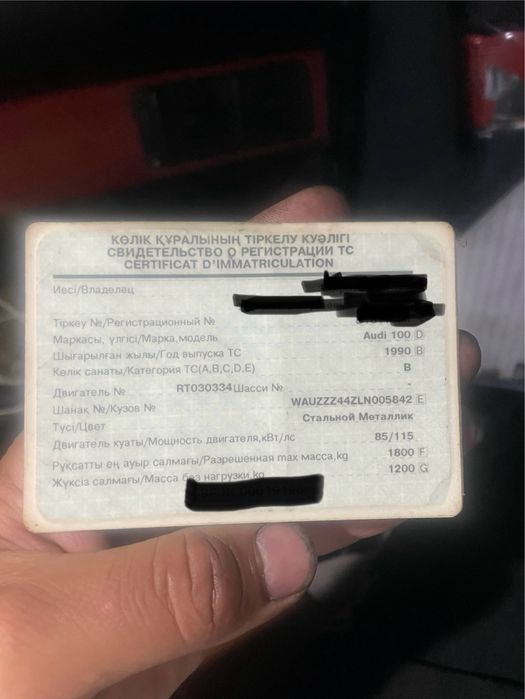 КӨЛІК ҚҰРАЛЫНЫҢ ТІРКЕЛУ КУӘЛІГІ
СВИДЕТЕЛЬСТВО О РЕГИСТРАЦИИ ТС
CERTIFICAT D'IMMATRICULATION
Иесі/Владелец
Тіркеу №/Регистрационный №
Маркасы, үлгісі/Марка,модель Audi 100 D
Шығарылған жылы/Год выпуска ТС 1990 B
Көлік санаты/Категория ТС(A,B,C,D,E) B
Двигатель № RT030334 Шасси № -
Шанақ №/Кузов № WAUZZZ44ZLN005842 E
Түсі/Цвет Стальной Металлик
Двигатель куаты/Мощность двигателя,кВт/лс 85/115
Рұқсатты ең ауыр салмағы/Разрешенная max масса,kg 1800 F
Жүксіз салмағы/Масса без нагрузки,kg 1200 G